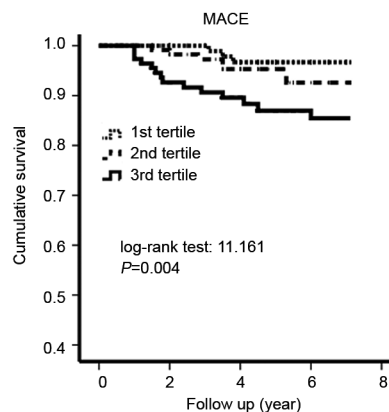 MACE
1.0
0.9
0.8
0.7
0.6
0.5
0.4
Cumulative survival
1st tertile
2nd tertile
3rd tertile
log-rank test: 11.161
P=0.004
0 2 4 6 8
Follow up (year)